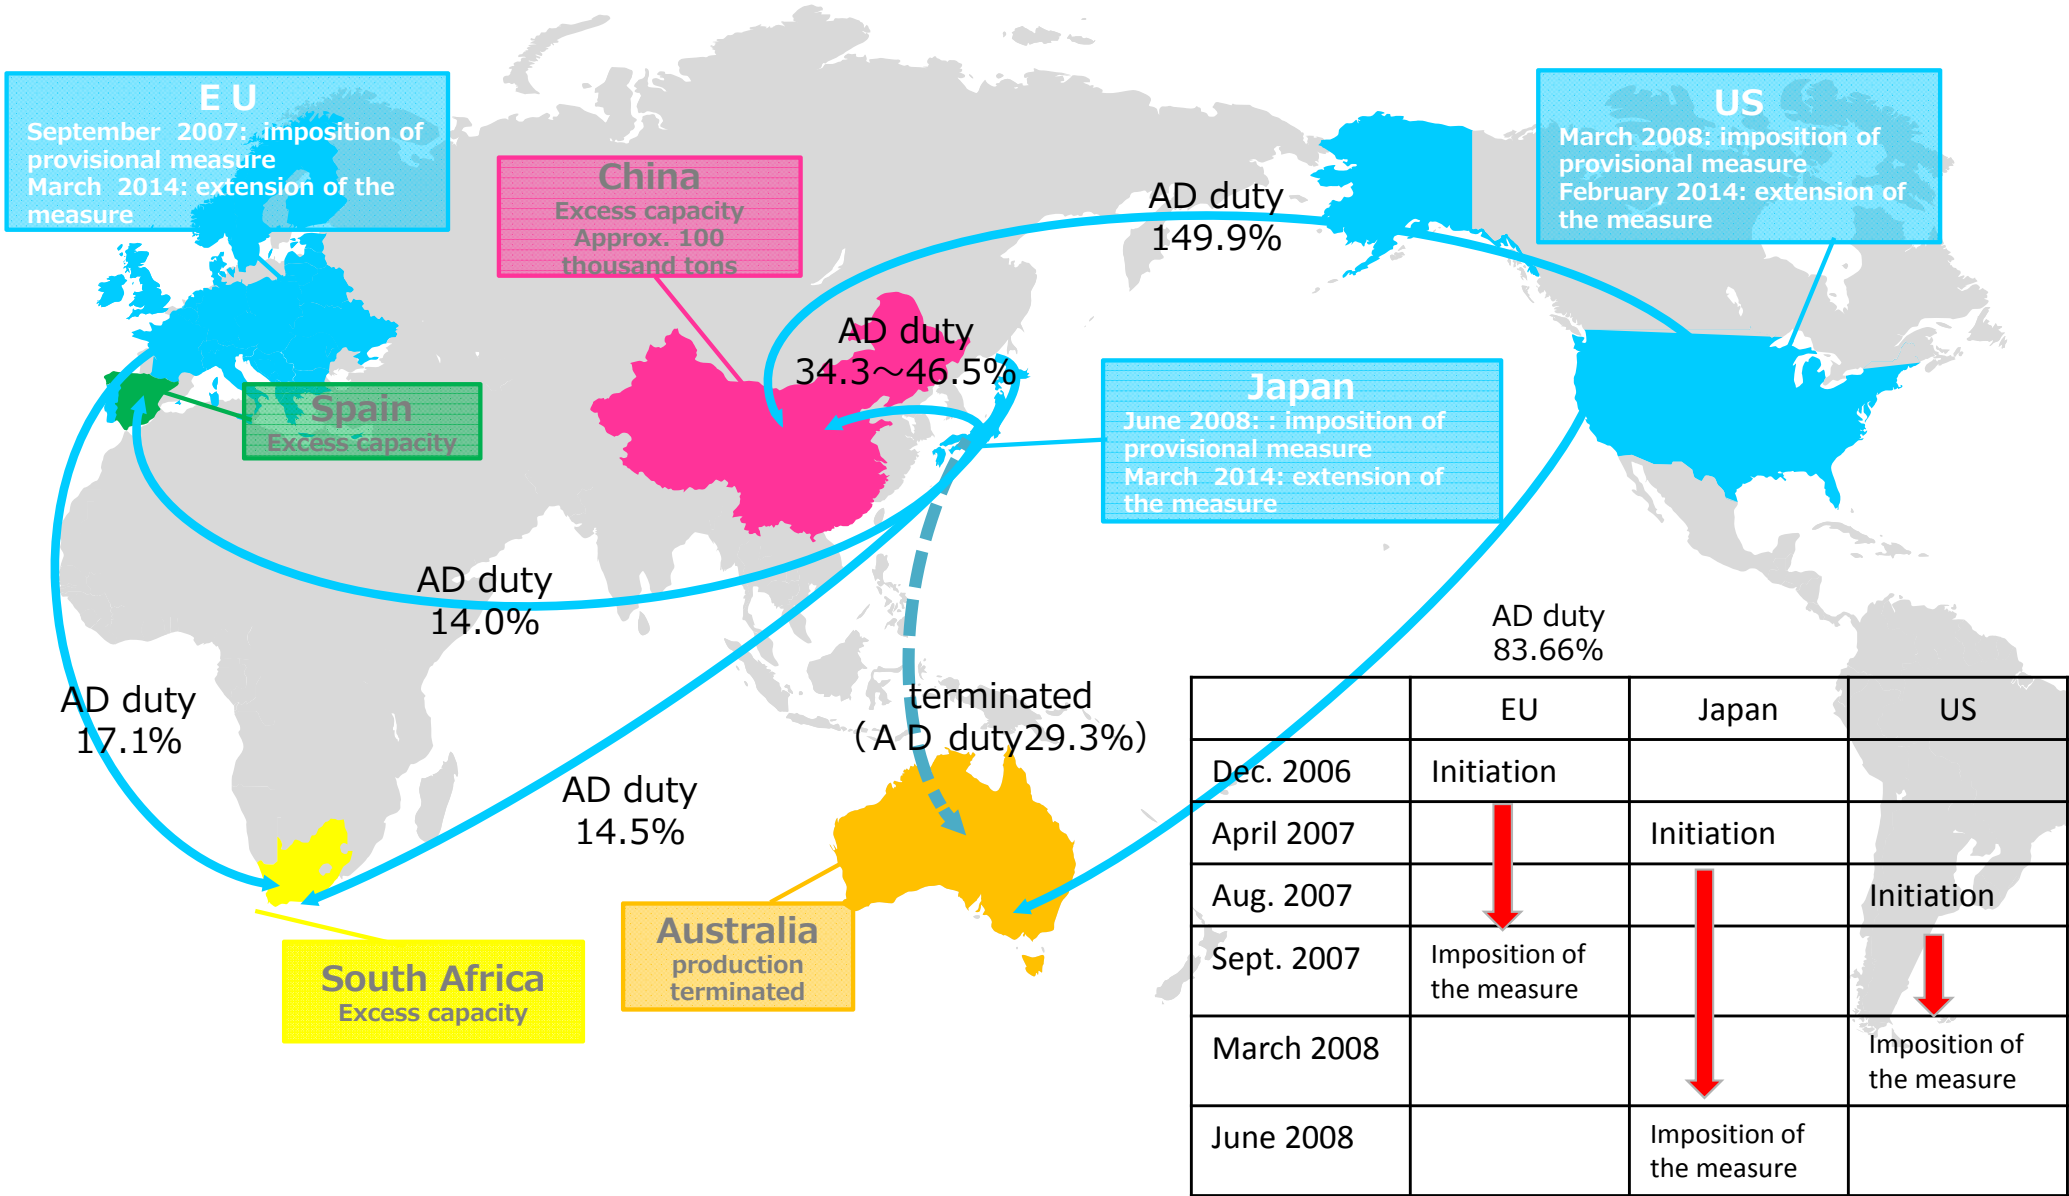 E U
September 2007: imposition of
provisional measure
March 2014: extension of the
measure
China
Excess capacity
Approx. 100
thousand tons
US
March 2008: imposition of
provisional measure
February 2014: extension of
the measure
AD duty
149.9%
AD duty
34.3～46.5%
Japan
June 2008: : imposition of
provisional measure
March 2014: extension of
the measure
Spain
Excess capacity
AD duty
14.0%
AD duty
83.66%
AD duty
17.1%
terminated
（A D duty29.3%）
AD duty
14.5%
Australia
production
terminated
South Africa
Excess capacity
EU Japan US
Dec. 2006 Initiation
April 2007 Initiation
Aug. 2007 Initiation
Sept. 2007 Imposition of
the measure
March 2008 Imposition of
the measure
June 2008 Imposition of
the measure